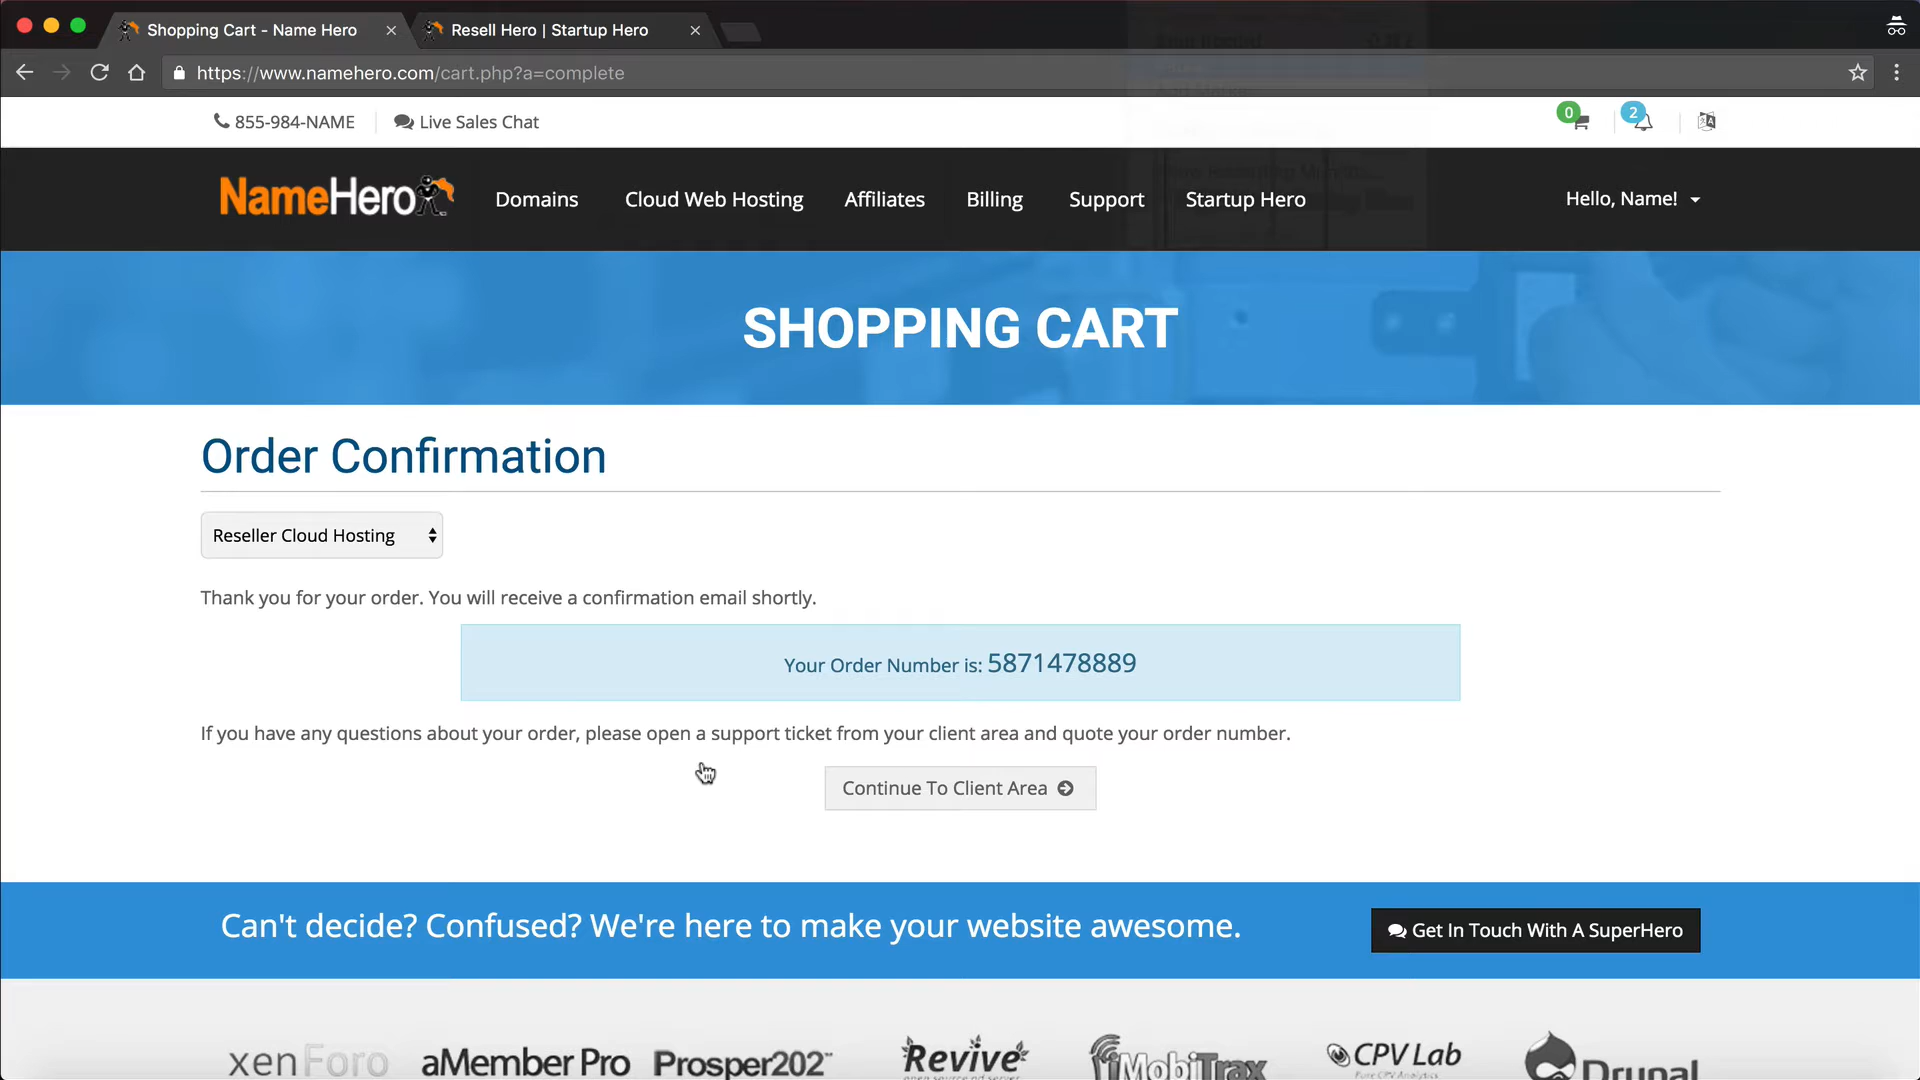 Shopping Cart - Name Hero
Resell Hero | Startup Hero
https://www.namehero.com/cart.php?a=complete
855-984-NAME
Live Sales Chat
0
2
NameHero
Domains
Cloud Web Hosting
Affiliates
Billing
Support
Startup Hero
Hello, Name!
SHOPPING CART
Order Confirmation
Reseller Cloud Hosting
Thank you for your order. You will receive a confirmation email shortly.
Your Order Number is: 5871478889
If you have any questions about your order, please open a support ticket from your client area and quote your order number.
Continue To Client Area
Can't decide? Confused? We're here to make your website awesome.
Get In Touch With A SuperHero
xenForo
aMember Pro
Prosper202
Revive
iMobiTrax
CPV Lab
Pure CPV Analytics
Drupal